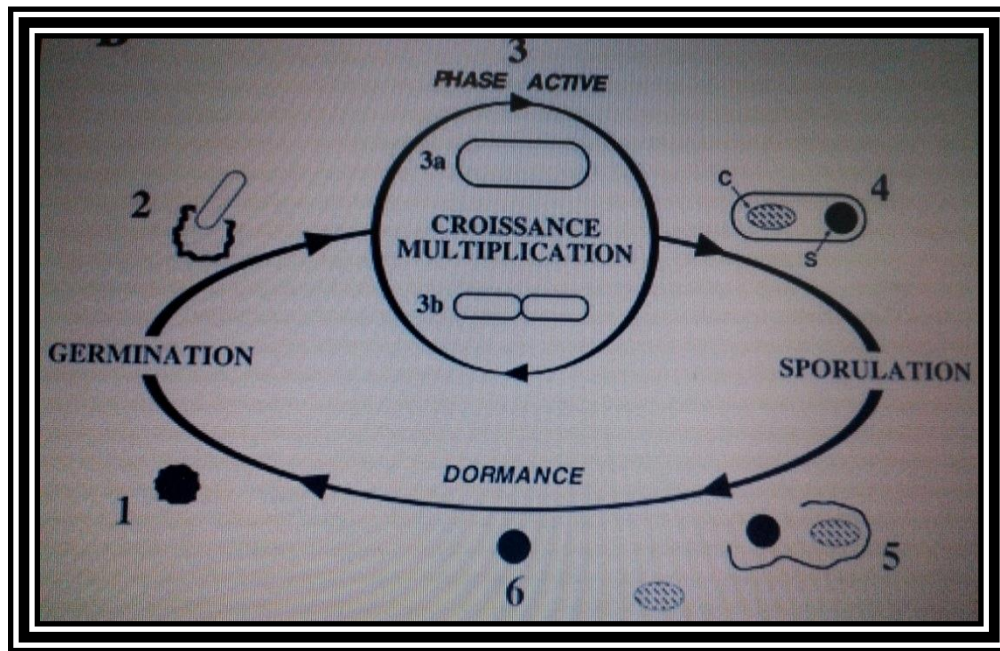 3
PHASE ACTIVE
3a
CROISSANCE
MULTIPLICATION
3b
2
C
4
S
GERMINATION
SPORULATION
DORMANCE
1
6
5